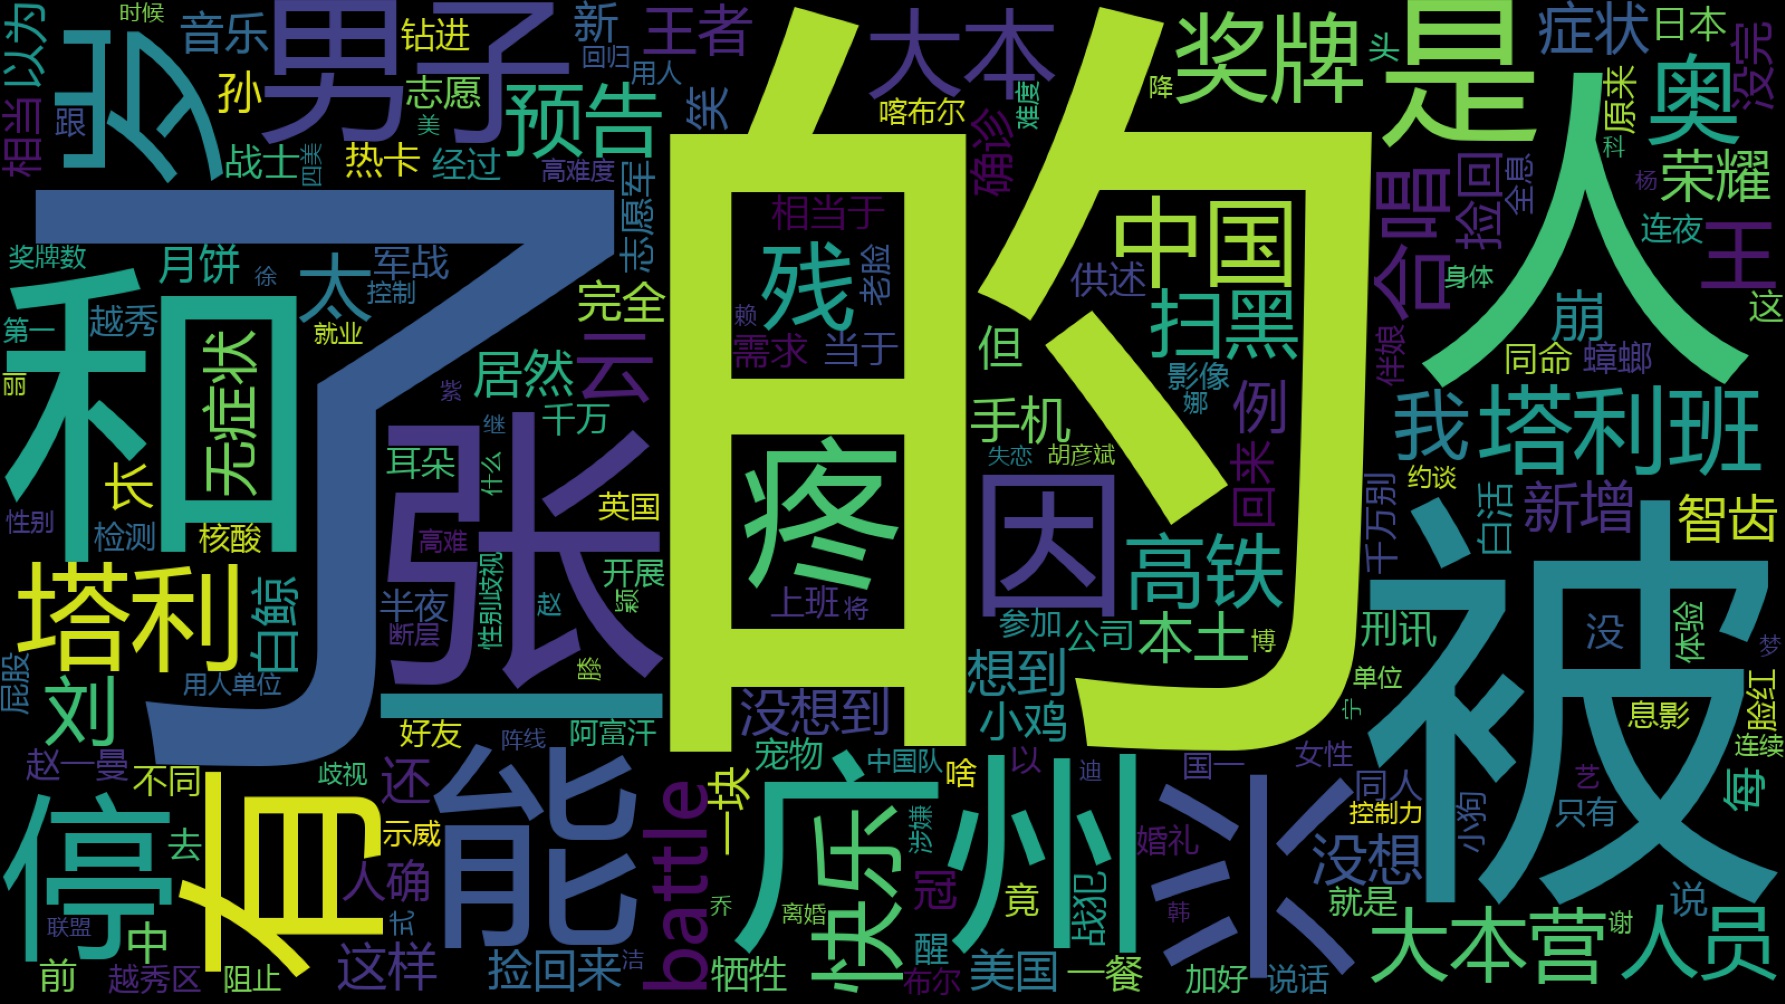 时候
以为
岁
音乐
男子
钻进
新
回归
王者
大本
奖牌
头
是
症状
日本
没完
孙
志愿
美
预告
用人
笑
喀布尔
难度
降
奥
原来
科
相当
跟
战士
四美
热卡
经过
高难度
志愿军
确诊
合唱
捡回
全息
杨
荣耀
连夜
王
这
身体
人
的
了
和
奖牌数
月饼
徐
太
军战
控制
就业
第一
越秀
丽
无症状
完全
居然
云
千万
紫
继
相当于
残
老脸
赖
需求
当于
中国
供述
扫黑
但
影像
娜
例
手机
失恋
胡彦斌
崩
同命
蟑螂
伴娘
我
塔利班
约谈
千万别
白活
新增
智齿
长
性别
检测
核酸
耳朵
什么
英国
张
高难
疼
因
回来
高铁
被
塔利
白鲸
半夜
断层
性别歧视
赵
开展
颖
膝
上班
将
参加
公司
本土
博
刑讯
没
体验
梦
屁股
刘
用人单位
一
没想到
想到
小鸡
单位
宁
息影
红脸
连续
赵一曼
不同
歧视
还
好友
阵线
阿富汗
宠物
中国队
啥
以
迪
国一
女性
同人
控制力
小狗
艺
只有
每
停
去
有
示威
人确
能
battle
一块
广州
快乐
涉嫌
冠
竟
战犯
婚礼
没想
就是
说
联盟
中
式
乔
离婚
醒
韩
谢
前
越秀区
阻止
这样
捡回来
洁
牺牲
布尔
美国
一餐
加好
说话
大本营
人员